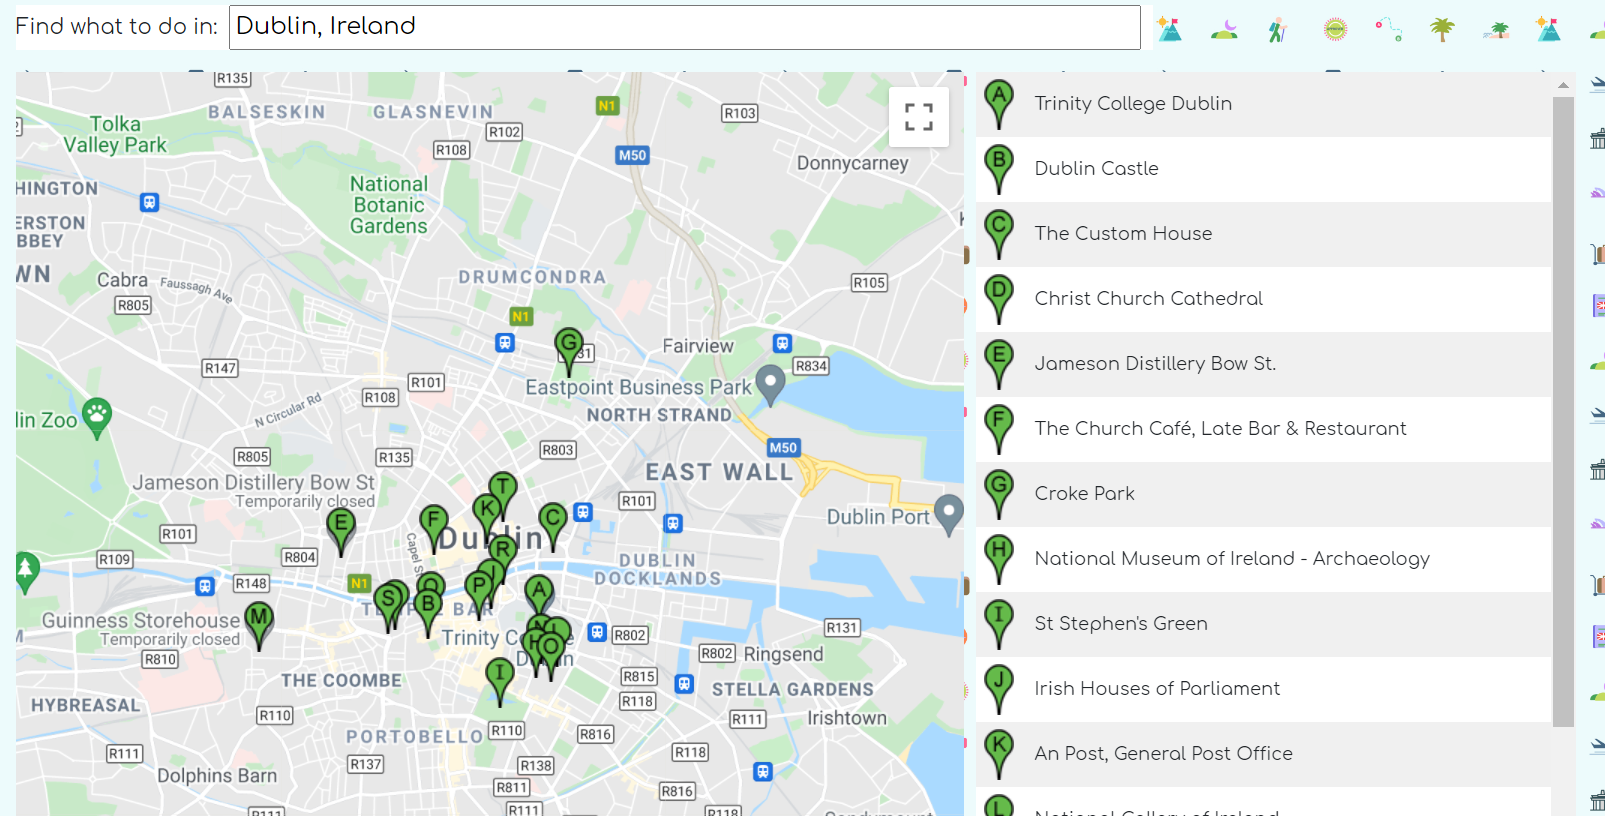 Find what to do in:
Dublin, Ireland
R135
BALSESKIN
GLASNEVIN
N1
R103
Tolka
Valley Park
R102
R108
M50
Donnycarney
HINGTON
National
Botanic
Gardens
ERSTON
BBEY
WN
Cabra
Faussagh Ave
R805
DRUMCONDRA
R105
N1
G
Fairview
R834
R147
R101
R108
Eastpoint Business Park
NORTH STRAND
N Circular Rd
lin Zoo
R805
R135
R803
M50
EAST WALL
Jameson Distillery Bow St
Temporarily closed
T
K
R101
Dublin Port
E
F
C
R101
Capel S
Dublin
R
R109
R804
DUBLIN
DOCKLANDS
R148
N1
J
P
A
S
B
TEMPLE BAR
M
Guinness Storehouse
Temporarily closed
Trinity Co
Dublin
N
L
H
O
R802
R131
R810
R802
Ringsend
THE COOMBE
I
R815
STELLA GARDENS
HYBREASAL
R118
R110
R111
Irishtown
PORTOBELLO
R110
R816
R111
R118
R137
R138
Dolphins Barn
R811
R816
R111
R111
R118
A Trinity College Dublin
B Dublin Castle
C The Custom House
D Christ Church Cathedral
E Jameson Distillery Bow St.
F The Church Café, Late Bar & Restaurant
G Croke Park
H National Museum of Ireland - Archaeology
I St Stephen's Green
J Irish Houses of Parliament
K An Post, General Post Office
L National Gallery of Ireland